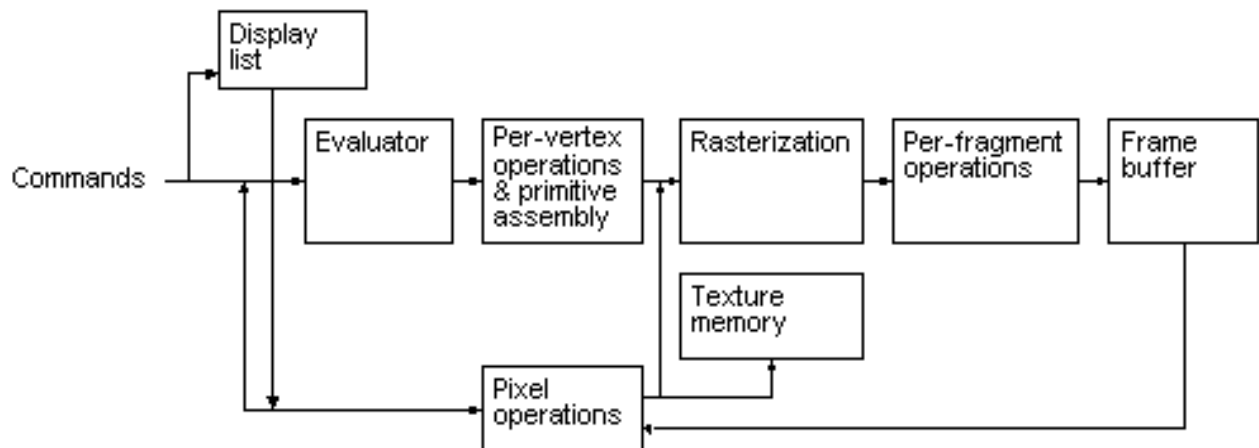 Display
list
Commands
Evaluator
Per-vertex
operations
& primitive
assembly
Rasterization
Per-fragment
operations
Frame
buffer
Texture
memory
Pixel
operations